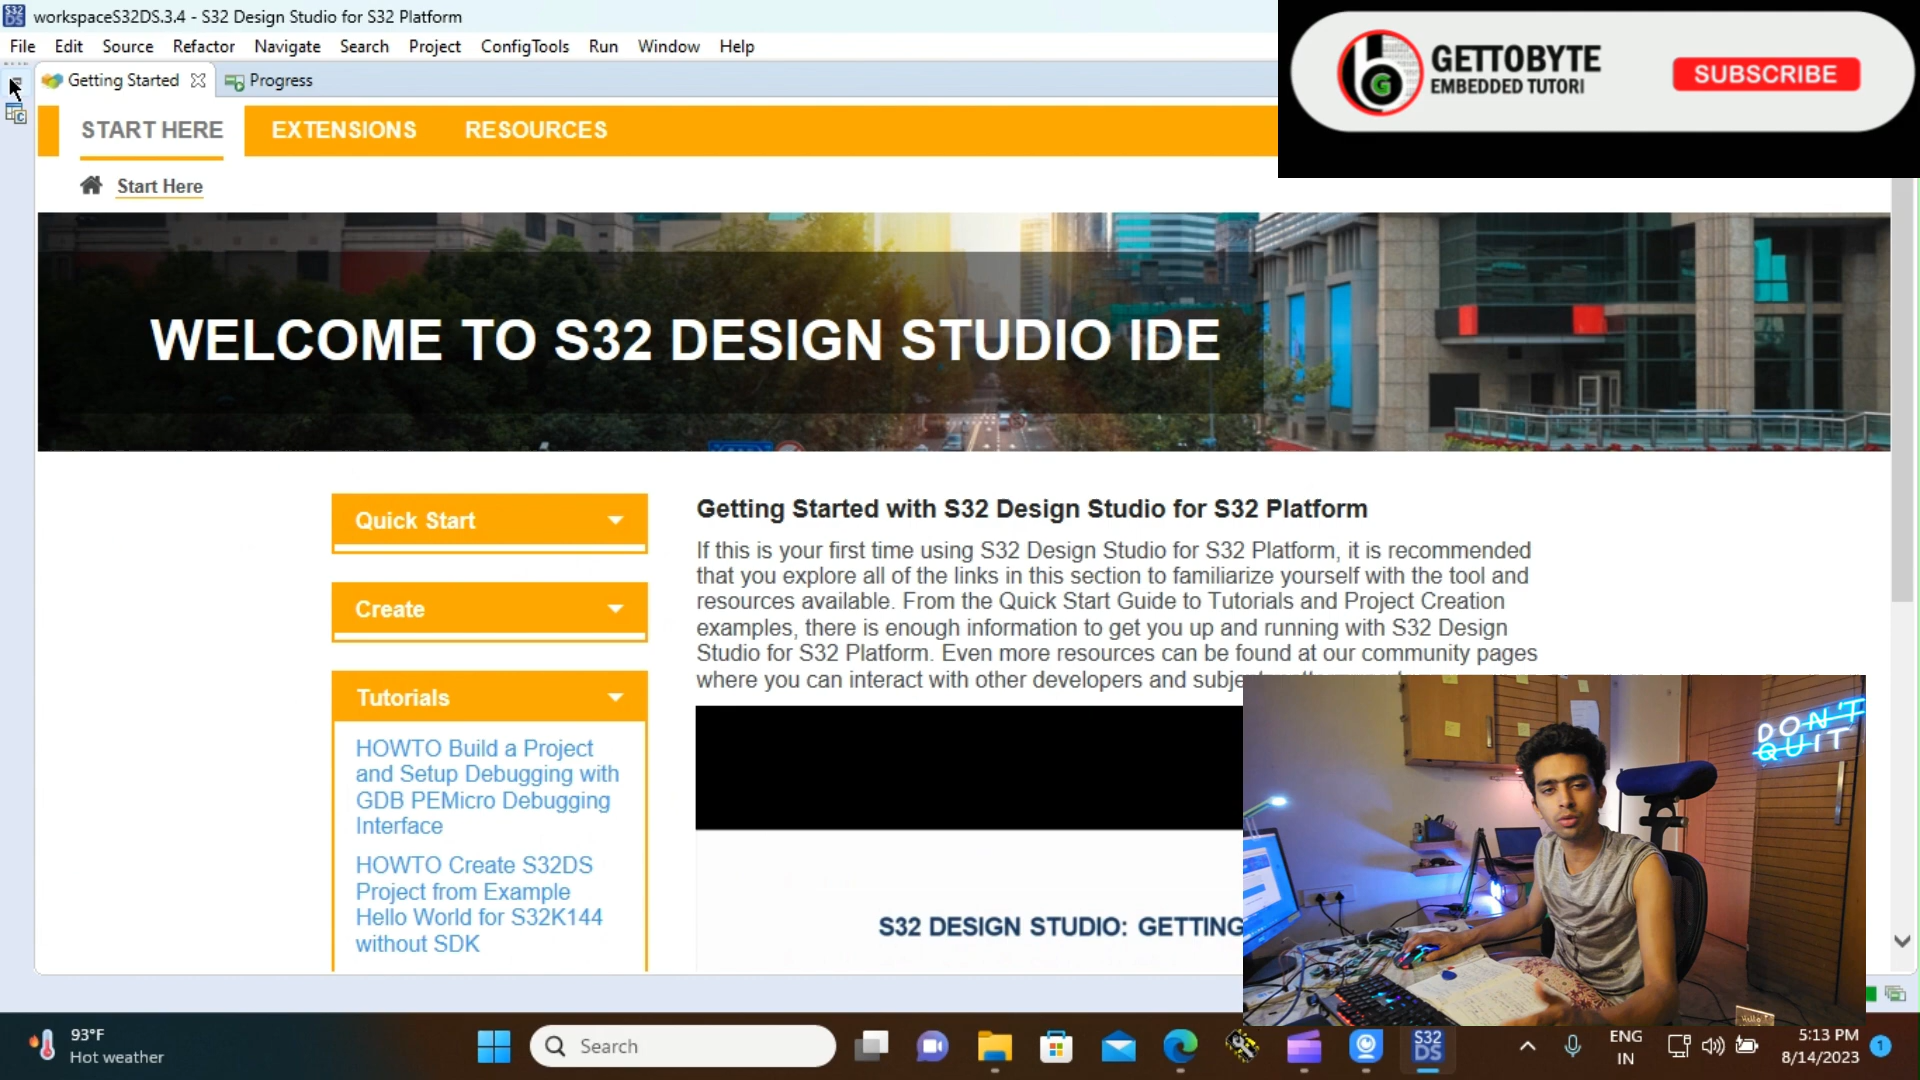 workspaceS32DS.3.4 - S32 Design Studio for S32 Platform
File Edit Source Refactor Navigate Search Project ConfigTools Run Window Help
Getting Started Progress
START HERE EXTENSIONS RESOURCES
Start Here
GETTOBYTE
EMBEDDED TUTORI
SUBSCRIBE
WELCOME TO S32 DESIGN STUDIO IDE
Quick Start
Create
Tutorials
HOWTO Build a Project
and Setup Debugging with
GDB PEMicro Debugging
Interface
HOWTO Create S32DS
Project from Example
Hello World for S32K144
without SDK
Getting Started with S32 Design Studio for S32 Platform
If this is your first time using S32 Design Studio for S32 Platform, it is recommended
that you explore all of the links in this section to familiarize yourself with the tool and
resources available. From the Quick Start Guide to Tutorials and Project Creation
examples, there is enough information to get you up and running with S32 Design
Studio for S32 Platform. Even more resources can be found at our community pages
where you can interact with other developers and
S32 DESIGN STUDIO: GETTING
DON'T
QUIT
93°F
Hot weather
Search
S32
DS
ENG
IN
5:13 PM
8/14/2023
1